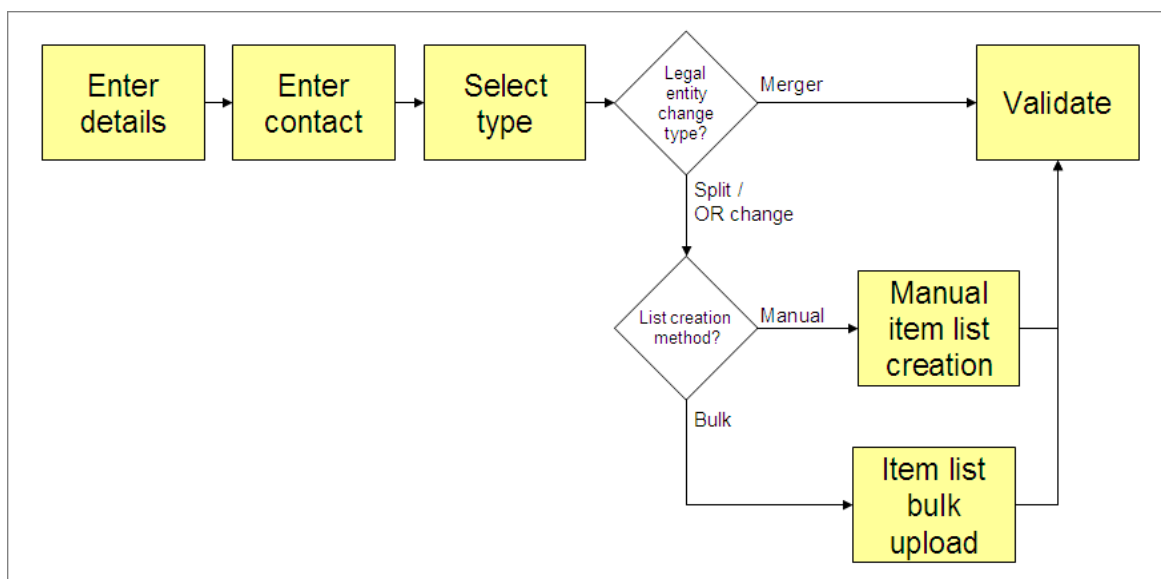 Enter
details
Enter
contact
Select
type
Legal
entity
change
type?
Merger
Validate
Split /
OR change
List creation
method?
Manual
Manual
item list
creation
Bulk
Item list
bulk
upload